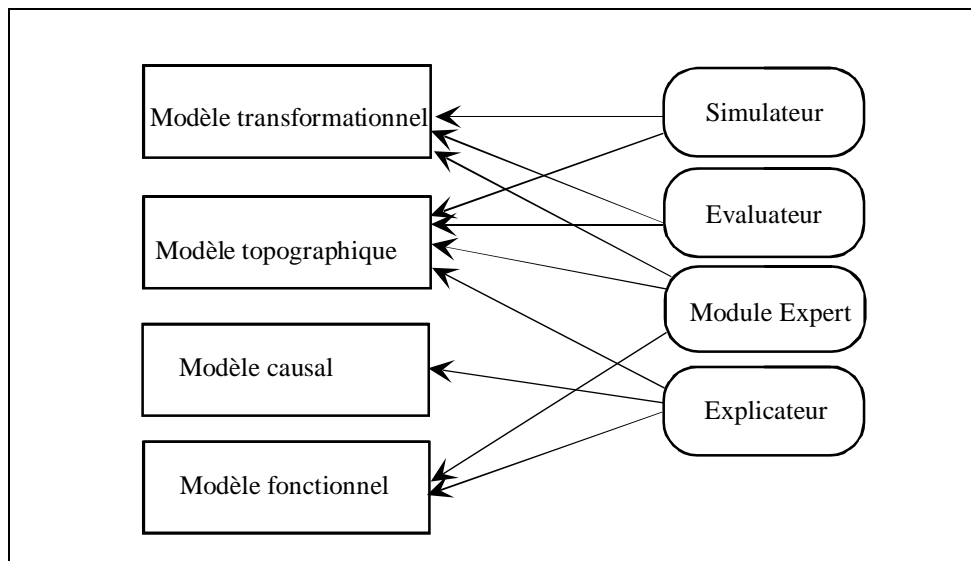 Modèle transformationnel
Modèle topographique
Modèle causal
Modèle fonctionnel
Simulateur
Evaluateur
Module Expert
Explicateur